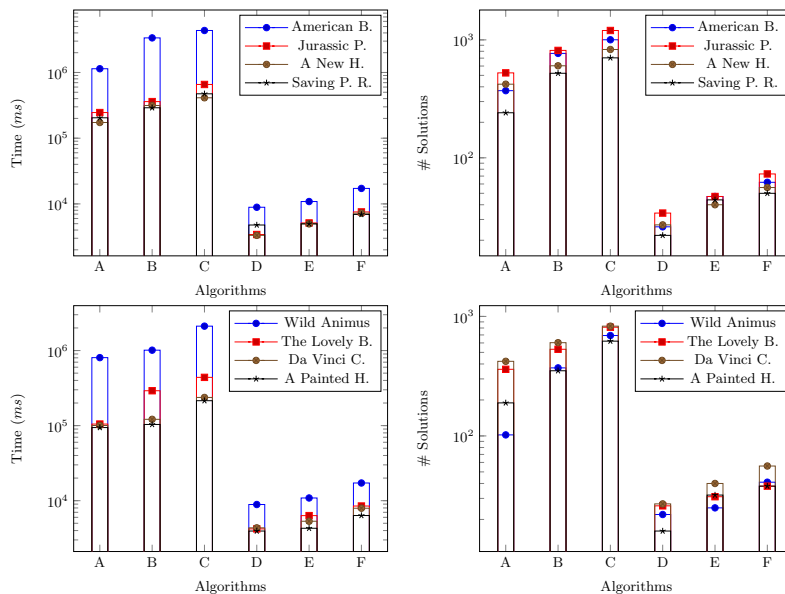 American B.
Jurassic P.
A New H.
Saving P. R.
Time (ms)
10^6
10^5
10^4
A B C D E F
Algorithms
American B.
Jurassic P.
A New H.
Saving P. R.
# Solutions
10^3
10^2
A B C D E F
Algorithms
Wild Animus
The Lovely B.
Da Vinci C.
A Painted H.
Time (ms)
10^6
10^5
10^4
A B C D E F
Algorithms
Wild Animus
The Lovely B.
Da Vinci C.
A Painted H.
# Solutions
10^3
10^2
A B C D E F
Algorithms